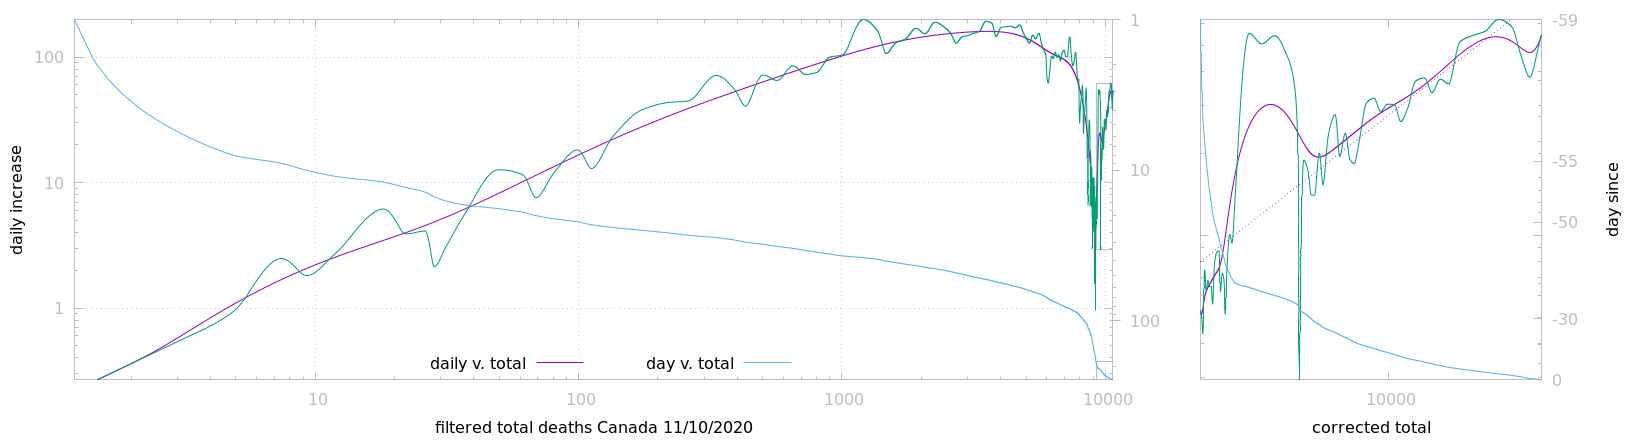 daily increase
100
10
1
10
100
1000
10000
1
10
100
daily v. total
day v. total
filtered total deaths Canada 11/10/2020
-59
-55
-50
-30
0
day since
10000
corrected total